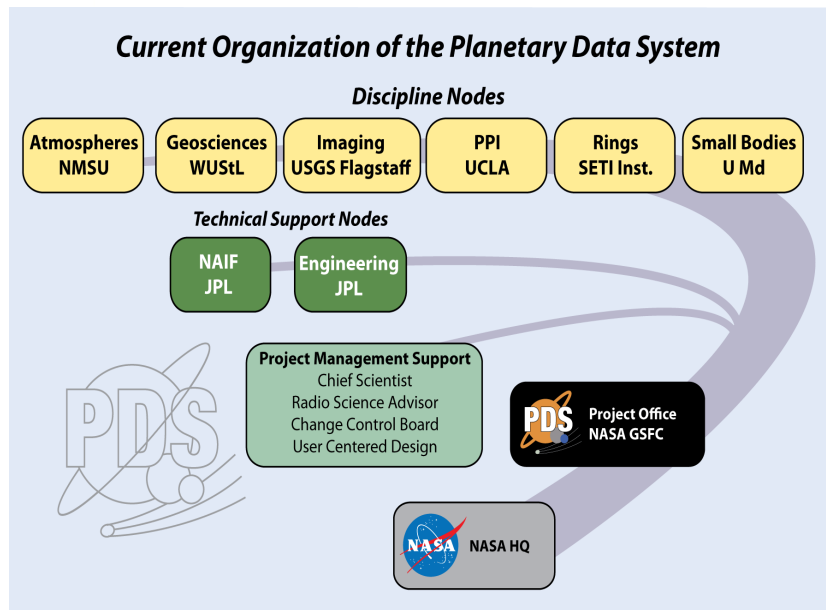 Current Organization of the Planetary Data System
Discipline Nodes
Atmospheres
NMSU
Geosciences
WUStL
Imaging
USGS Flagstaff
PPI
UCLA
Rings
SETI Inst.
Small Bodies
U Md
Technical Support Nodes
NAIF
JPL
Engineering
JPL
Project Management Support
Chief Scientist
Radio Science Advisor
Change Control Board
User Centered Design
PDS
PDS
Project Office
NASA GSFC
NASA
NASA HQ